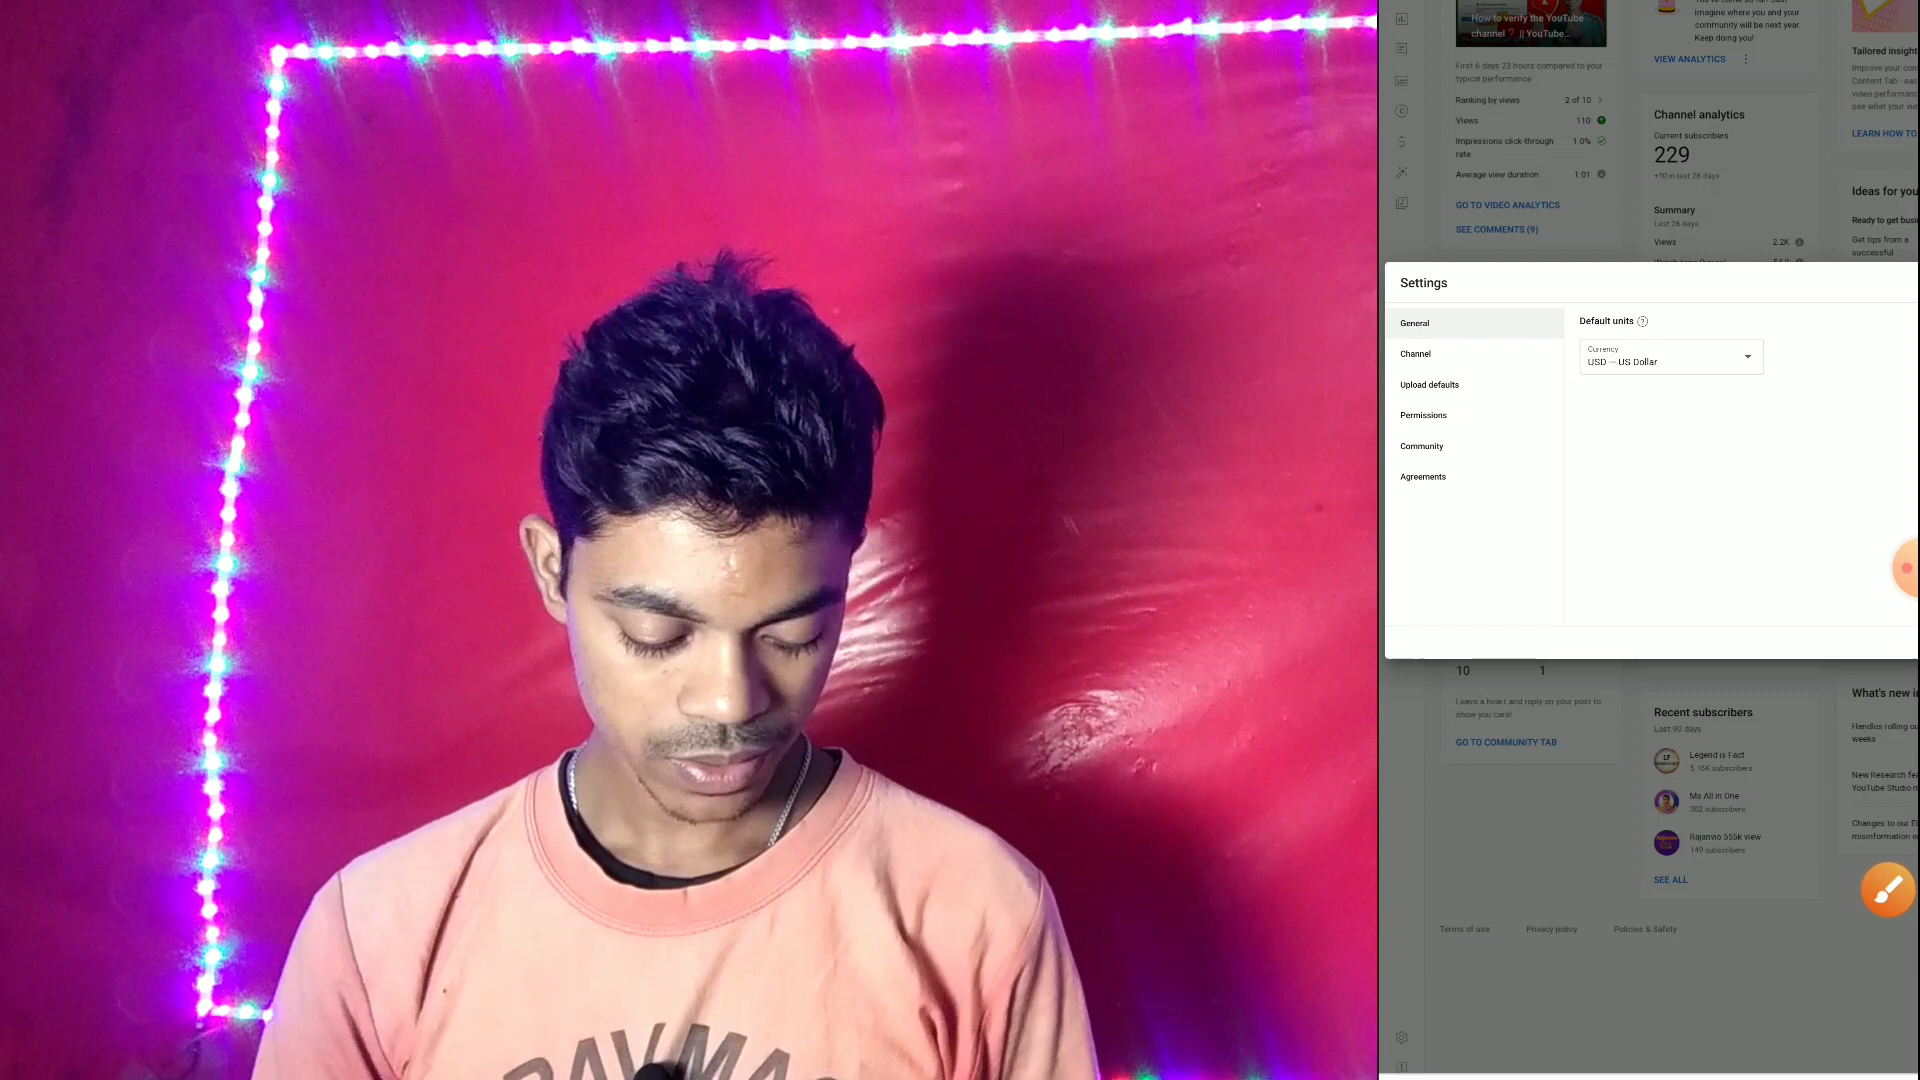 How to verify the YouTube
channel❓ || YouTube...
First 6 days 23 hours compared to your
typical performance
Ranking by views 2 of 10
Views 110
Impressions click-through
rate 1.0%
Average view duration 1:01
GO TO VIDEO ANALYTICS
SEE COMMENTS (9)
imagine where you and your
community will be next year.
Keep doing you!
VIEW ANALYTICS
Channel analytics
Current subscribers
229
+10 in last 28 days
Summary
Last 28 days
Views 2.2K
Tailored insight
Improve your con
Content Tab - eas
video performanc
see what your vie
LEARN HOW TO
Ideas for you
Ready to get busi
Get tips from a
successful
Settings
General
Channel
Upload defaults
Permissions
Community
Agreements
Default units
Currency
USD — US Dollar
10 1
Leave a heart and reply on your post to
show you care!
GO TO COMMUNITY TAB
Recent subscribers
Last 90 days
LF
Legend is Fact
5.16K subscribers
Ms All in One
302 subscribers
Rajanvio 555k view
149 subscribers
SEE ALL
What's new i
Handles rolling ou
weeks
New Research fea
YouTube Studio m
Changes to our El
misinformation e
Terms of use Privacy policy Policies & Safety